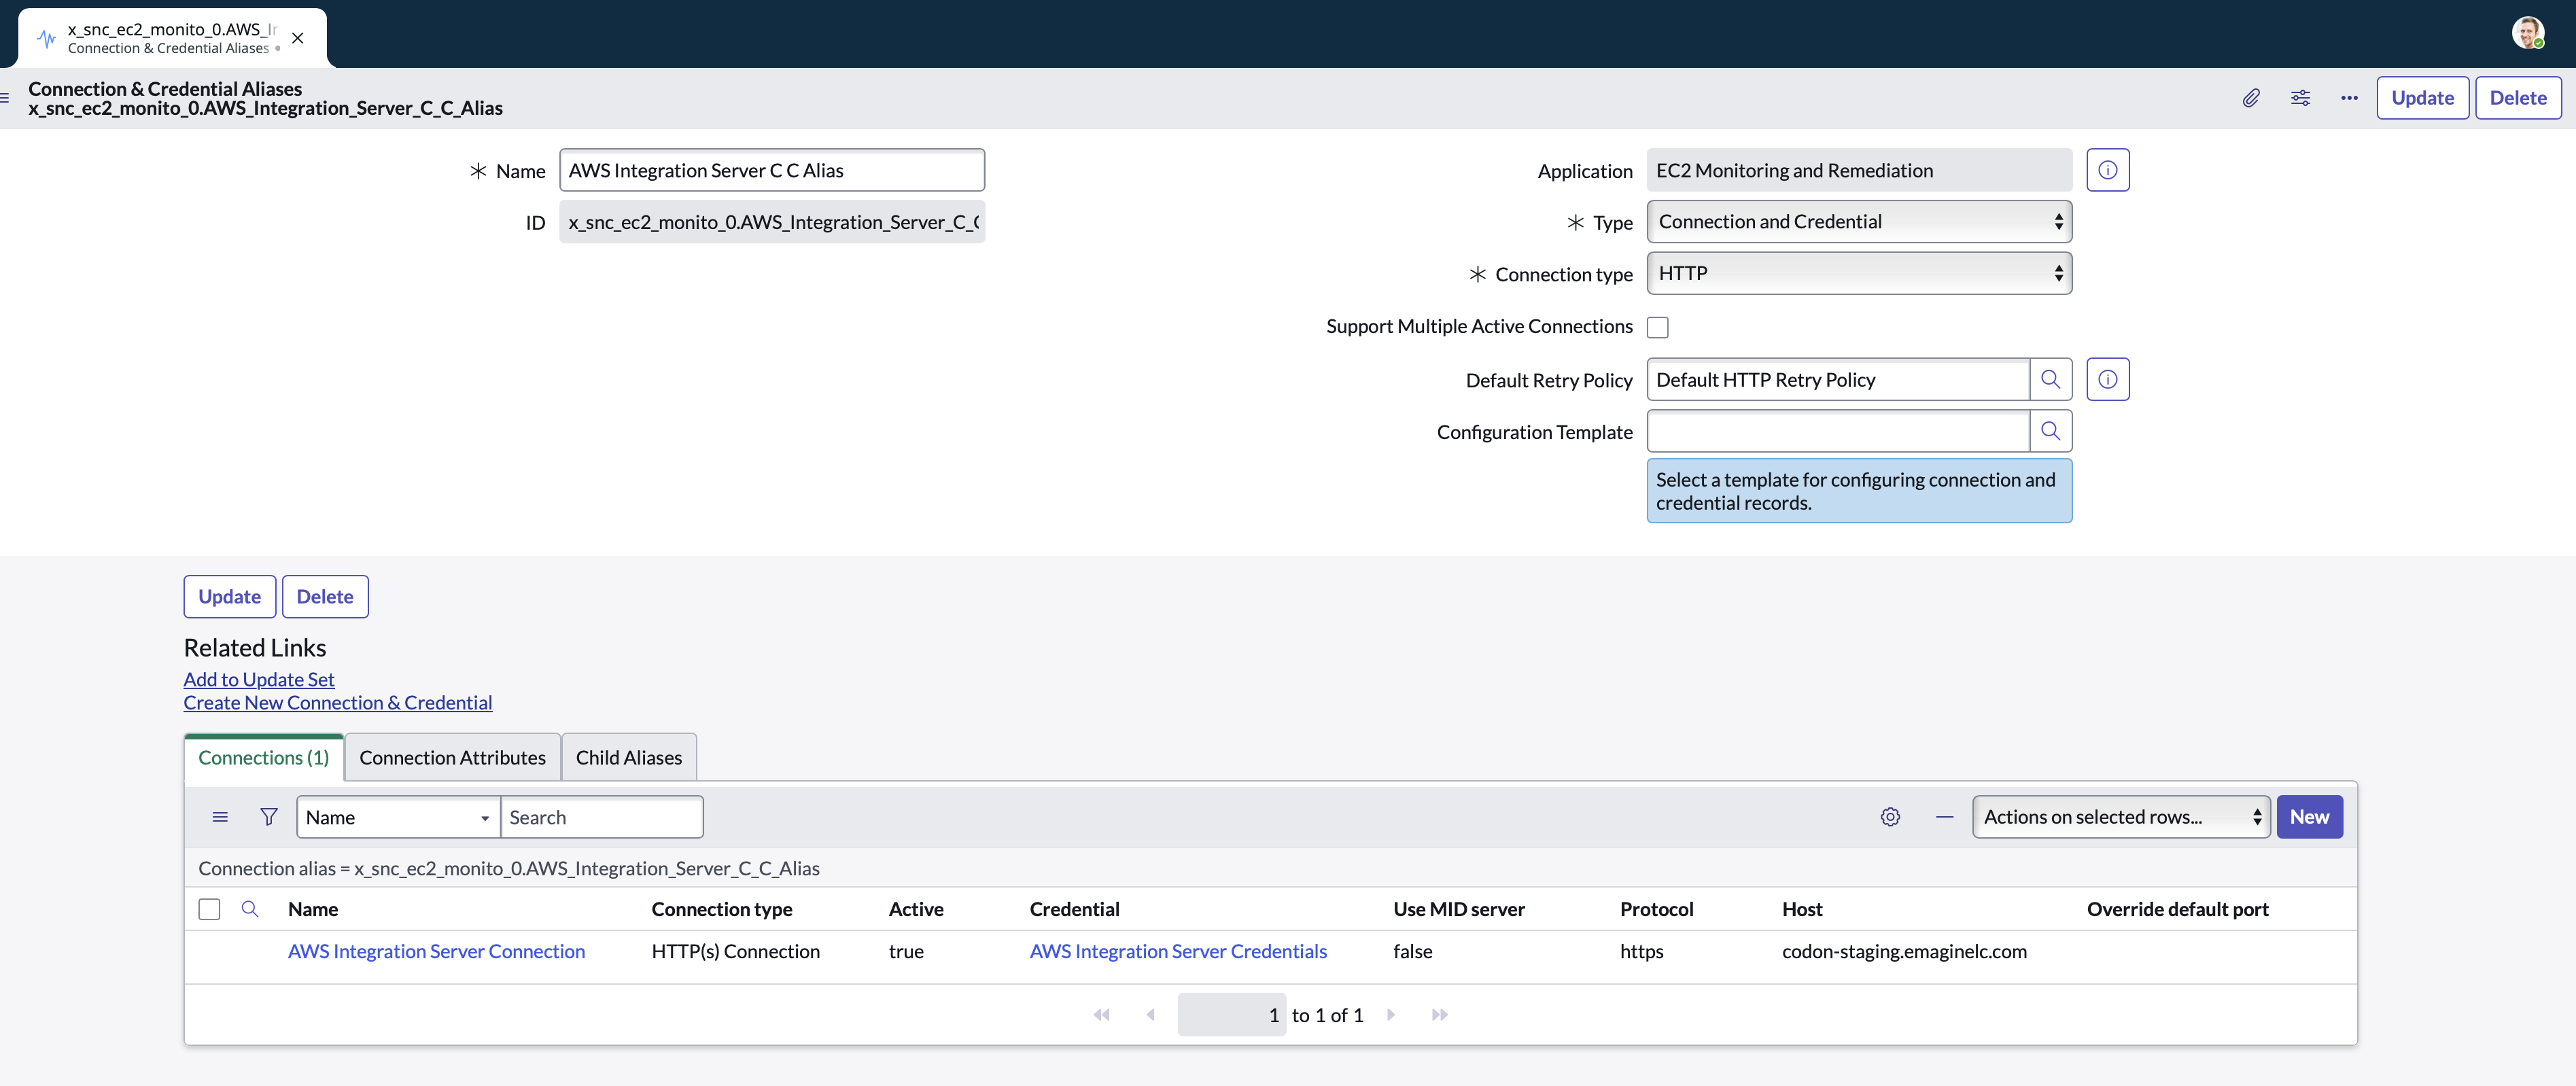 x_snc_ec2_monito_0.AWS_Ir
Connection & Credential Aliases
Connection & Credential Aliases
x_snc_ec2_monito_0.AWS_Integration_Server_C_C_Alias
Update
Delete
Name
AWS Integration Server C C Alias
ID
x_snc_ec2_monito_0.AWS_Integration_Server_C_C
Application
EC2 Monitoring and Remediation
Type
Connection and Credential
Connection type
HTTP
Support Multiple Active Connections
Default Retry Policy
Default HTTP Retry Policy
Configuration Template
Select a template for configuring connection and
credential records.
Update
Delete
Related Links
Add to Update Set
Create New Connection & Credential
Connections (1)
Connection Attributes
Child Aliases
Name
Search
Actions on selected rows...
New
Connection alias = x_snc_ec2_monito_0.AWS_Integration_Server_C_C_Alias
Name Connection type Active Credential Use MID server Protocol Host Override default port
AWS Integration Server Connection HTTP(s) Connection true AWS Integration Server Credentials false https codon-staging.emaginelc.com
1 to 1 of 1